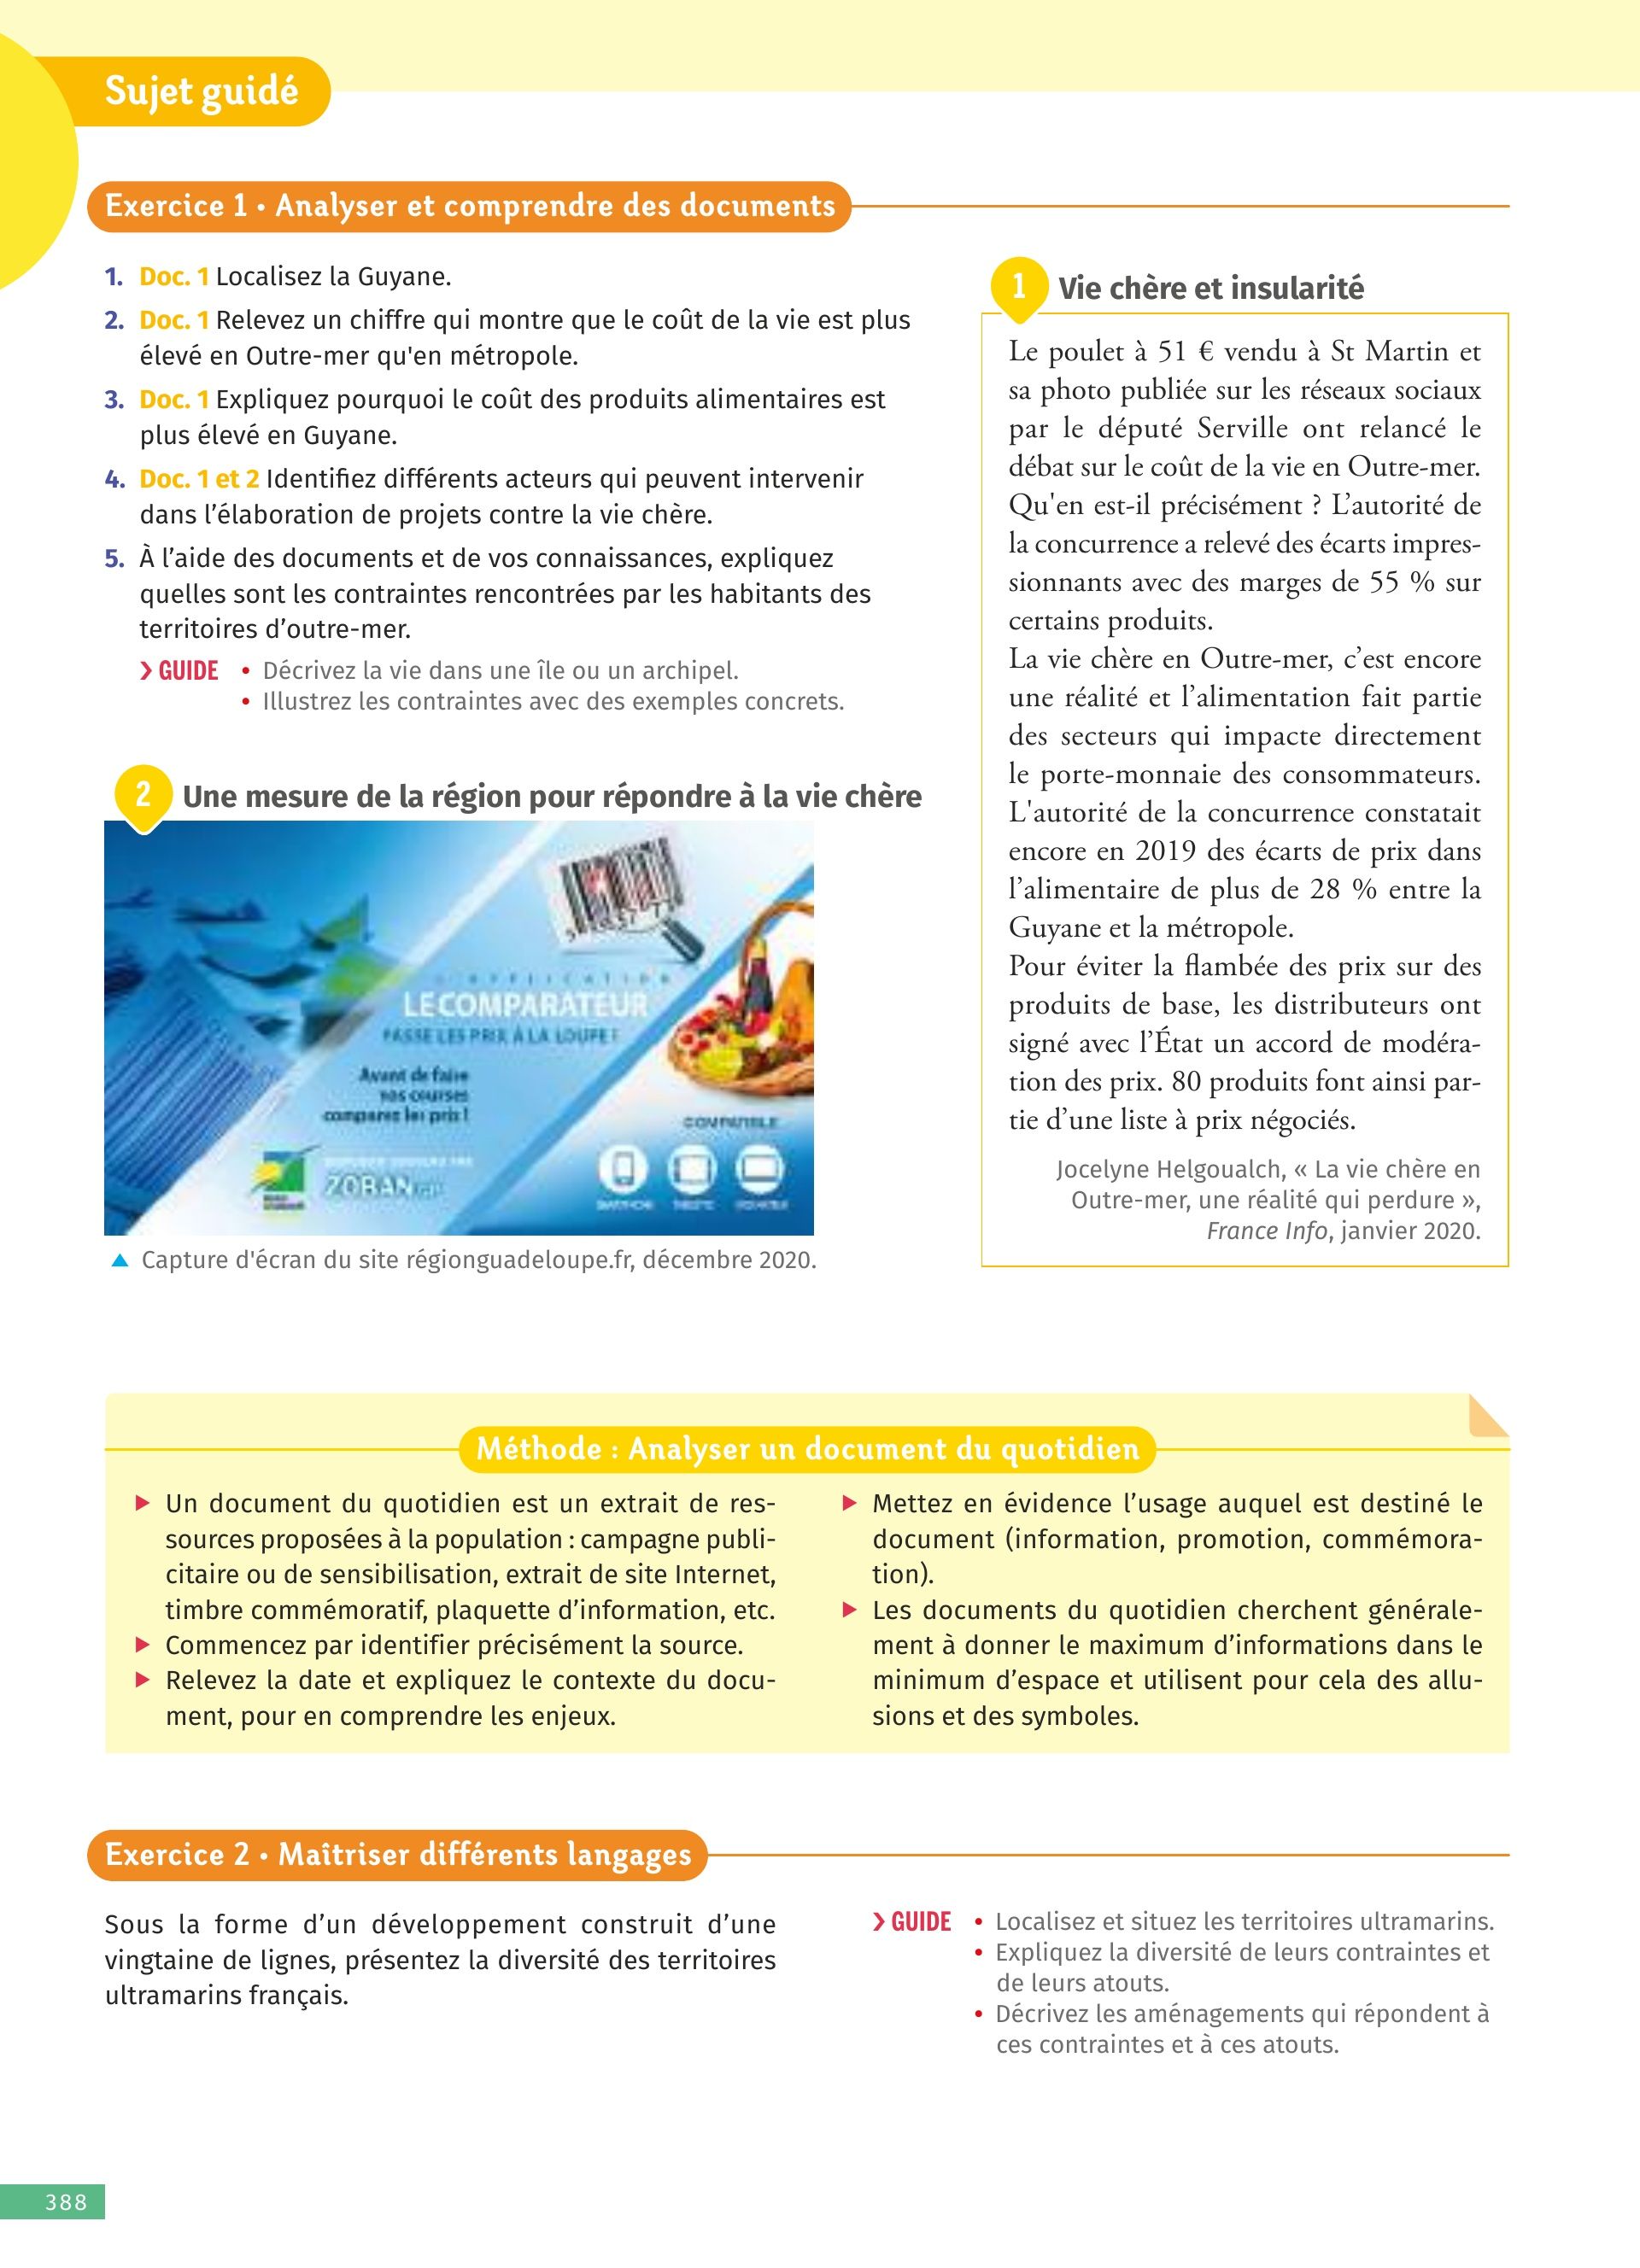 Sujet guidé
Exercice 1 • Analyser et comprendre des documents
1. Doc. 1 Localisez la Guyane.
2. Doc. 1 Relevez un chiffre qui montre que le coût de la vie est plus
élevé en Outre-mer qu'en métropole.
3. Doc. 1 Expliquez pourquoi le coût des produits alimentaires est
plus élevé en Guyane.
4. Doc. 1 et 2 Identifiez différents acteurs qui peuvent intervenir
dans l’élaboration de projets contre la vie chère.
5. À l’aide des documents et de vos connaissances, expliquez
quelles sont les contraintes rencontrées par les habitants des
territoires d’outre-mer.
› GUIDE • Décrivez la vie dans une île ou un archipel.
• Illustrez les contraintes avec des exemples concrets.
2 Une mesure de la région pour répondre à la vie chère
APPLICATION
LECOMPARATEUR
PASSE LES PRIX À LA LOUPE !
Avant de faire
vos courses
comparez les prix !
COMPATIBLE
ZORAN
SMARTPHONE TABLETTE
▲ Capture d'écran du site régionguadeloupe.fr, décembre 2020.
1 Vie chère et insularité
Le poulet à 51 € vendu à St Martin et
sa photo publiée sur les réseaux sociaux
par le député Serville ont relancé le
débat sur le coût de la vie en Outre-mer.
Qu'en est-il précisément ? L’autorité de
la concurrence a relevé des écarts impres-
sionnants avec des marges de 55 % sur
certains produits.
La vie chère en Outre-mer, c’est encore
une réalité et l’alimentation fait partie
des secteurs qui impacte directement
le porte-monnaie des consommateurs.
L'autorité de la concurrence constatait
encore en 2019 des écarts de prix dans
l’alimentaire de plus de 28 % entre la
Guyane et la métropole.
Pour éviter la flambée des prix sur des
produits de base, les distributeurs ont
signé avec l’État un accord de modéra-
tion des prix. 80 produits font ainsi par-
tie d’une liste à prix négociés.
Jocelyne Helgoualch, « La vie chère en
Outre-mer, une réalité qui perdure »,
France Info, janvier 2020.
Méthode : Analyser un document du quotidien
▶ Un document du quotidien est un extrait de res-
sources proposées à la population : campagne publi-
citaire ou de sensibilisation, extrait de site Internet,
timbre commémoratif, plaquette d’information, etc.
▶ Commencez par identifier précisément la source.
▶ Relevez la date et expliquez le contexte du docu-
ment, pour en comprendre les enjeux.
▶ Mettez en évidence l’usage auquel est destiné le
document (information, promotion, commémora-
tion).
▶ Les documents du quotidien cherchent générale-
ment à donner le maximum d’informations dans le
minimum d’espace et utilisent pour cela des allu-
sions et des symboles.
Exercice 2 • Maîtriser différents langages
Sous la forme d’un développement construit d’une
vingtaine de lignes, présentez la diversité des territoires
ultramarins français.
› GUIDE • Localisez et situez les territoires ultramarins.
• Expliquez la diversité de leurs contraintes et
de leurs atouts.
• Décrivez les aménagements qui répondent à
ces contraintes et à ces atouts.
388